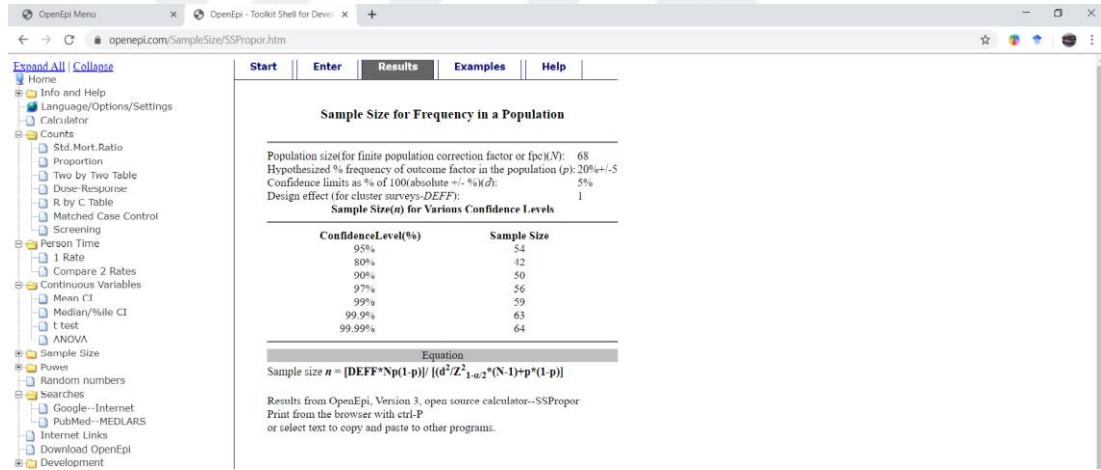 OpenEpi Menu
OpenEpi - Toolkit Shell for Devel
openepi.com/SampleSize/SSPropor.htm
Expand All | Collapse
Home
Info and Help
Language/Options/Settings
Calculator
Counts
Std.Mort.Ratio
Proportion
Two by Two Table
Dose-Response
R by C Table
Matched Case Control
Screening
Person Time
1 Rate
Compare 2 Rates
Continuous Variables
Mean CI
Median/%ile CI
t test
ANOVA
Sample Size
Power
Random numbers
Searches
Google--Internet
PubMed--MEDLARS
Internet Links
Download OpenEpi
Development
Start Enter Results Examples Help
Sample Size for Frequency in a Population
Population size(for finite population correction factor or fpc)(N): 68
Hypothesized % frequency of outcome factor in the population (p): 20%+/-5
Confidence limits as % of 100(absolute +/- %)(d): 5%
Design effect (for cluster surveys-DEFF): 1
Sample Size(n) for Various Confidence Levels
ConfidenceLevel(%) Sample Size
95% 54
80% 42
90% 50
97% 56
99% 59
99.9% 63
99.99% 64
Equation
Sample size n = [DEFF*Np(1-p)]/ [(d²/Z²₁₋α/₂*(N-1)+p*(1-p)]
Results from OpenEpi, Version 3, open source calculator--SSPropor
Print from the browser with ctrl-P
or select text to copy and paste to other programs.